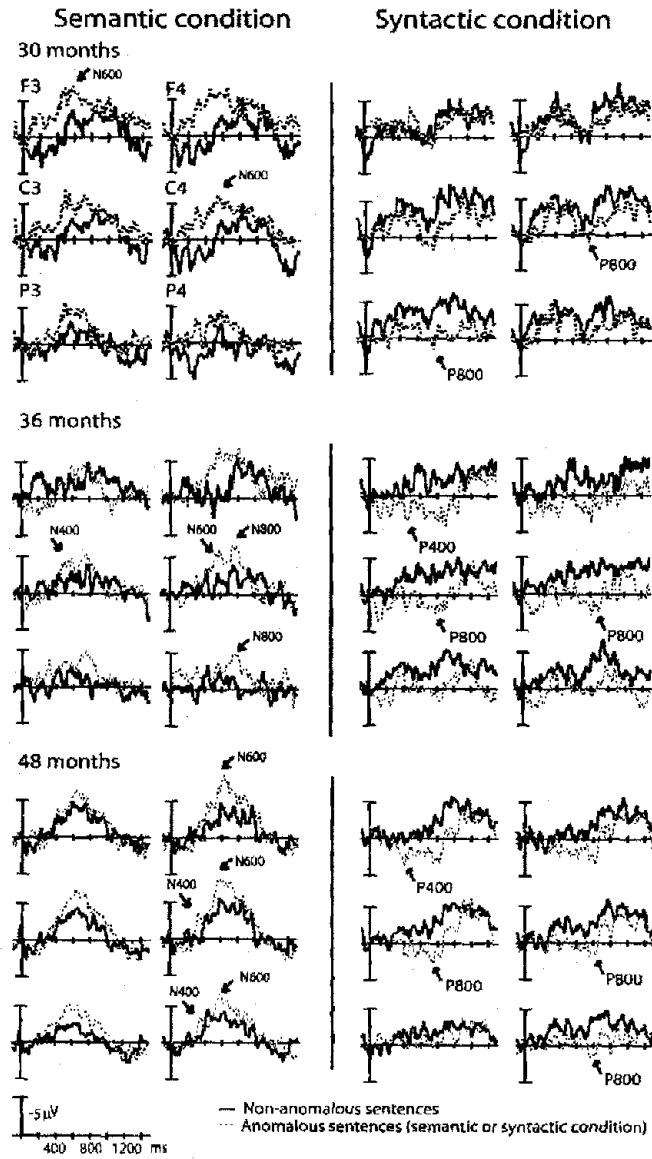 Semantic condition Syntactic condition
30 months
F3 N600 F4
C3 C4 N600
P800
P3 P4
P800
36 months
N400 N600 N800
P400
N800
P800 P800
48 months
N600
N400 N600
P400
N400 N600
P800 P800
P800
-5 μV
400 800 1200 ms
— Non-anomalous sentences
---- Anomalous sentences (semantic or syntactic condition)